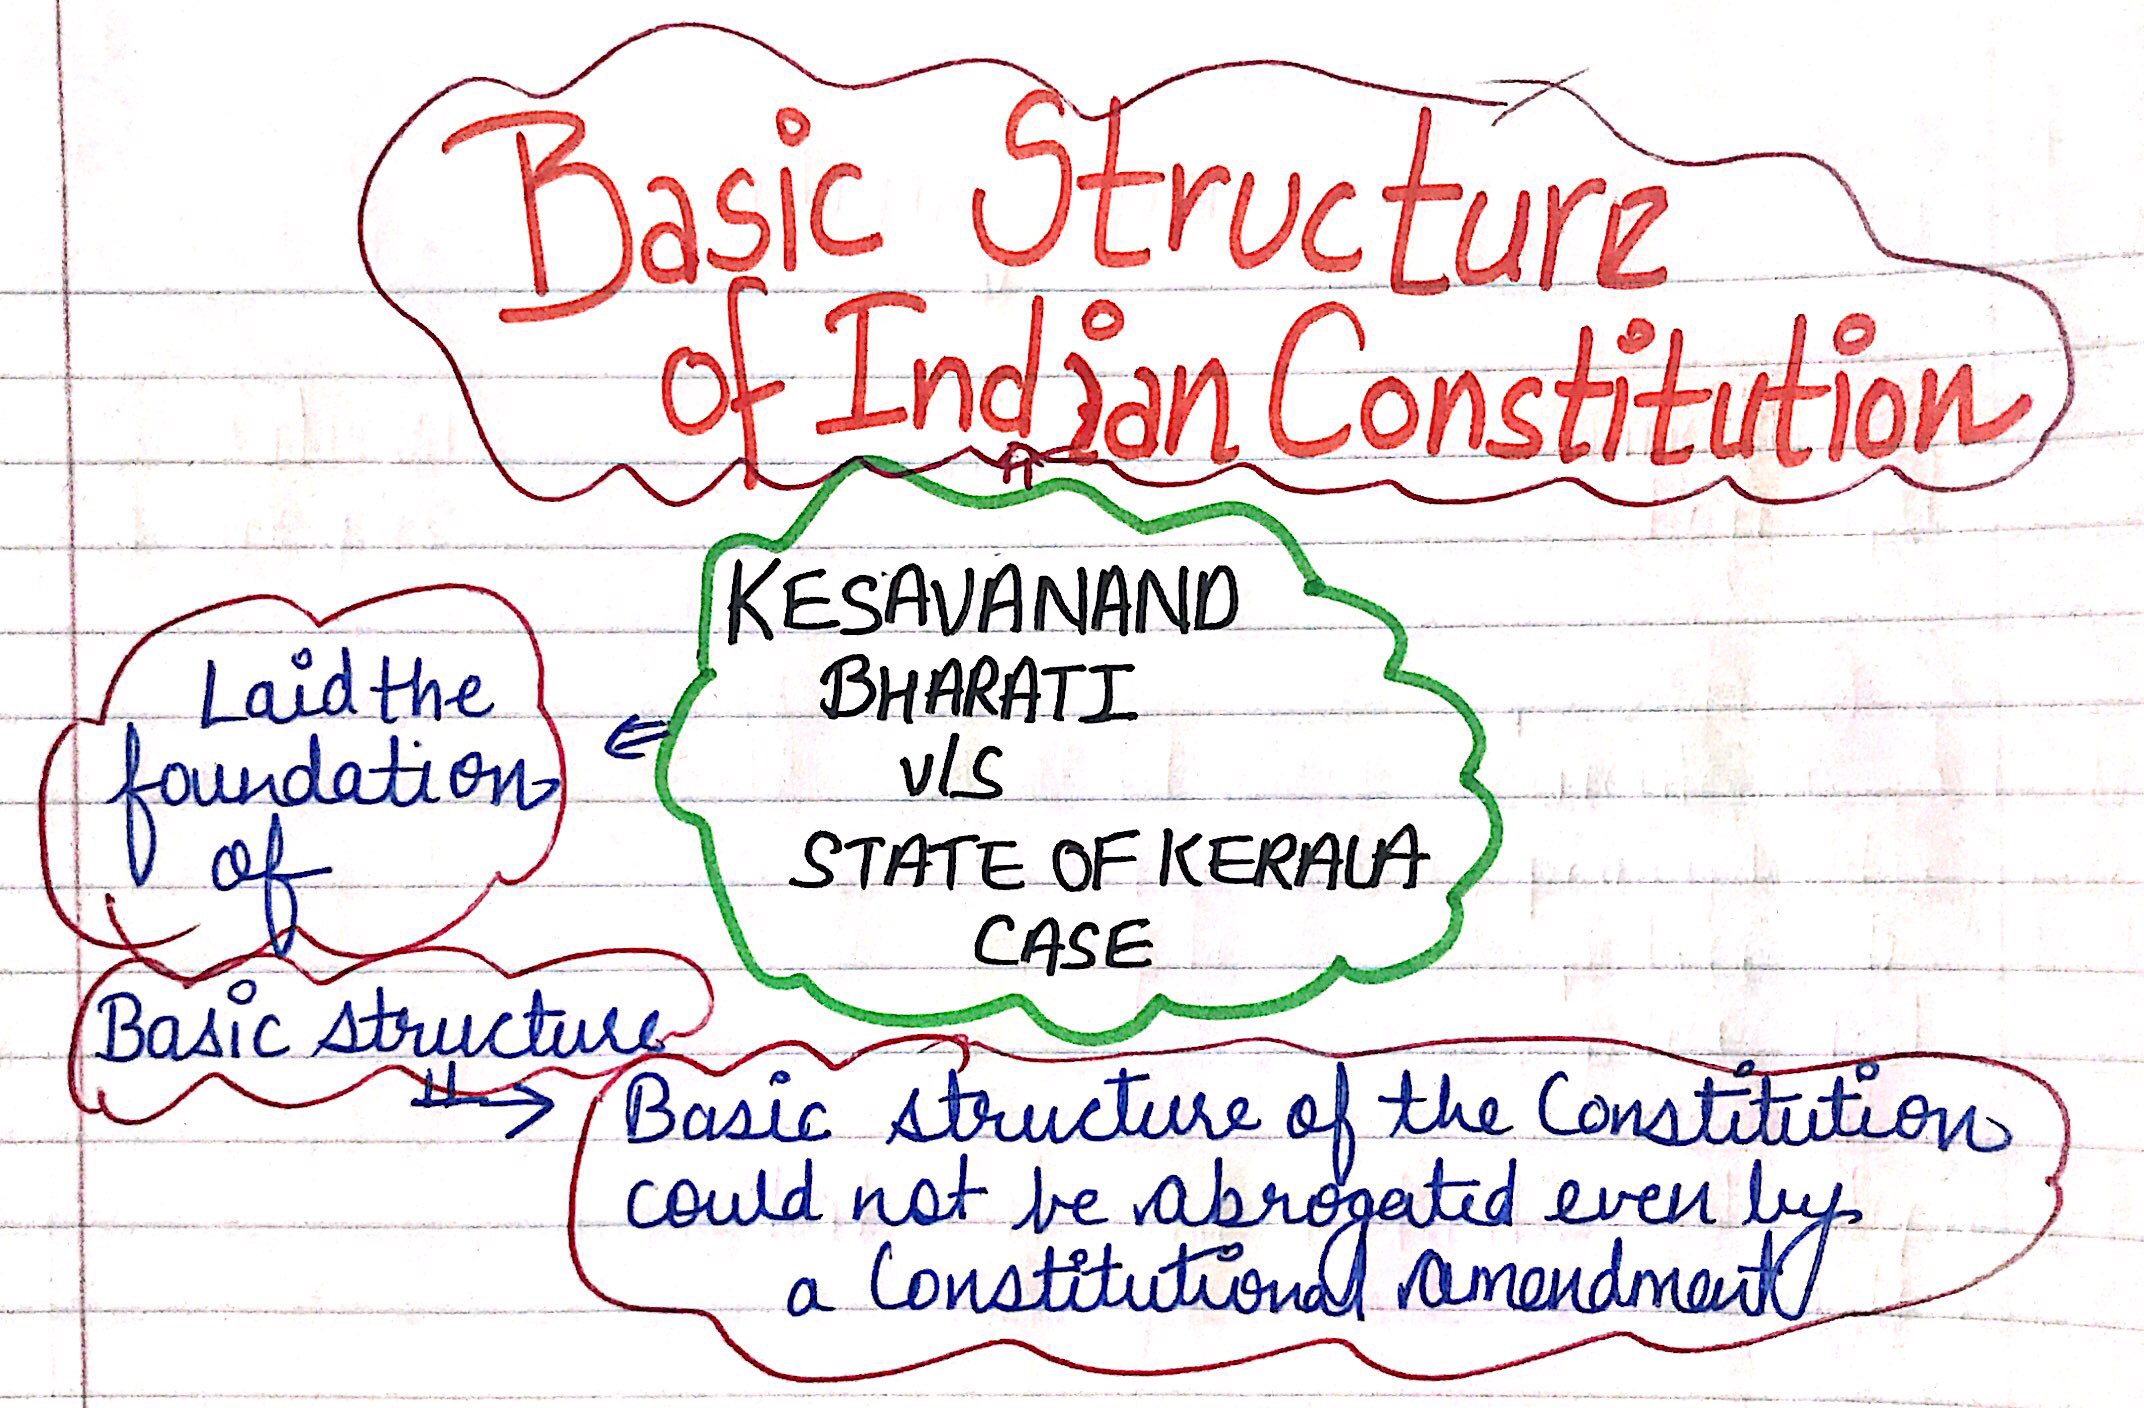 Basic Structure
of Indian Constitution
KESAVANAND
BHARATI
v/s
STATE OF KERALA
CASE
Laid the
foundation
of
Basic structure
Basic structure of the Constitution
could not be abrogated even by
a Constitutional amendment